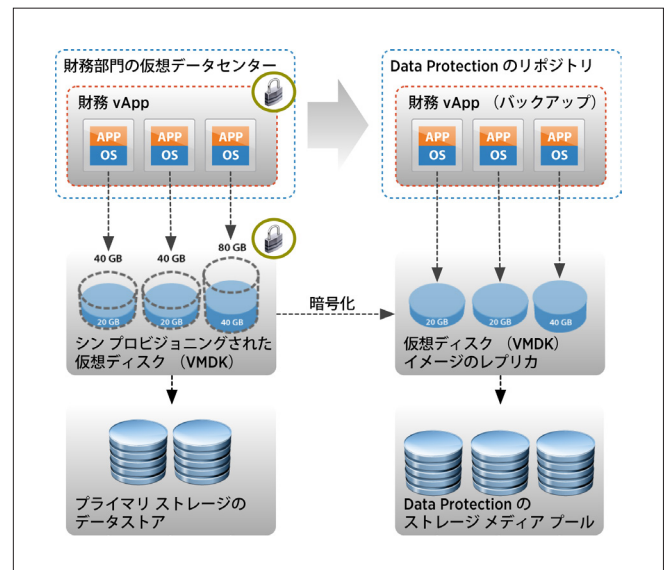 財務部門の仮想データセンター
財務 vApp
APP
OS
APP
OS
APP
OS
Data Protection のリポジトリ
財務 vApp （バックアップ）
APP
OS
APP
OS
APP
OS
40 GB
40 GB
80 GB
20 GB
20 GB
40 GB
シン プロビジョニングされた
仮想ディスク （VMDK）
暗号化
20 GB
20 GB
40 GB
仮想ディスク （VMDK）
イメージのレプリカ
プライマリ ストレージの
データストア
Data Protection の
ストレージ メディア プール